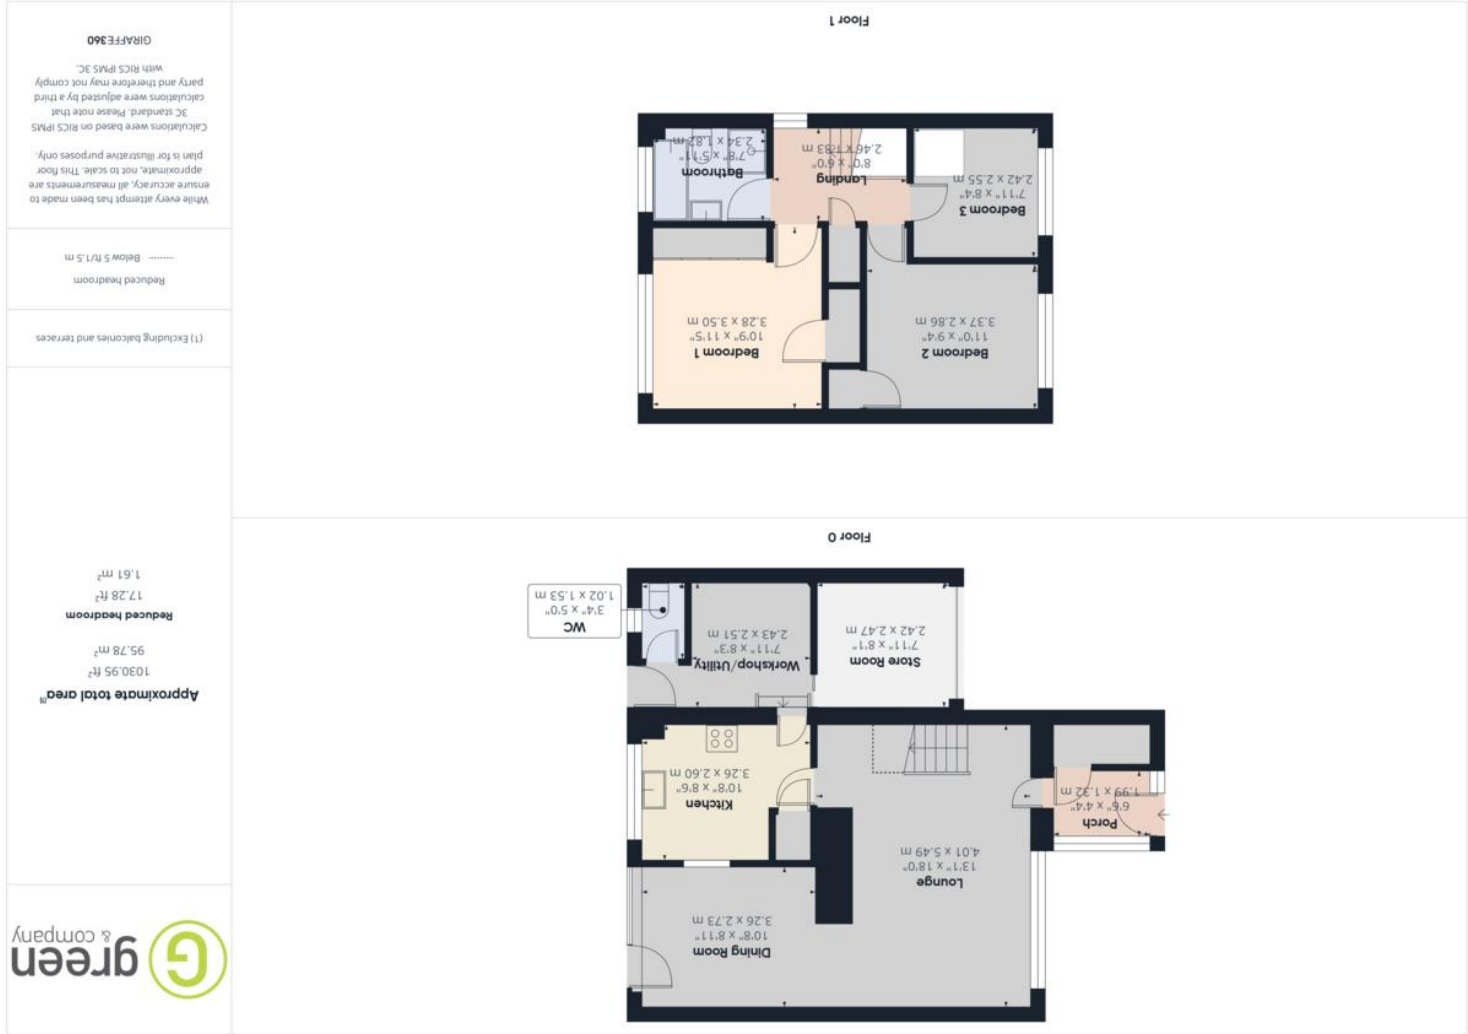 green
& company
Approximate total area⁽¹⁾
1030.95 ft²
95.78 m²
Reduced headroom
17.28 ft²
1.61 m²
(1) Excluding balconies and terraces
Reduced headroom
Below 5 ft/1.5 m
While every attempt has been made to
ensure accuracy, all measurements are
approximate, not to scale. This floor
plan is for illustrative purposes only.
Calculations were based on RICS IPMS
3C standard. Please note that
calculations were adjusted by a third
party and therefore may not comply
with RICS IPMS 3C.
GIRAFFE360
Dining Room
10'8" x 8'11"
3.26 x 2.73 m
Lounge
13'1" x 18'0"
4.01 x 5.49 m
Porch
6'6" x 4'4"
1.99 x 1.32 m
Kitchen
10'8" x 8'6"
3.26 x 2.60 m
Workshop/Utility
7'11" x 8'3"
2.43 x 2.51 m
Store Room
7'11" x 8'1"
2.42 x 2.47 m
WC
3'4" x 5'0"
1.02 x 1.53 m
Floor 0
Bedroom 1
10'9" x 11'5"
3.28 x 3.50 m
Bedroom 2
11'0" x 9'4"
3.37 x 2.86 m
Bedroom 3
7'11" x 8'4"
2.42 x 2.55 m
Landing
8'0" x 6'0"
2.46 x 1.83 m
Bathroom
7'8" x 5'11"
2.34 x 1.82 m
Floor 1